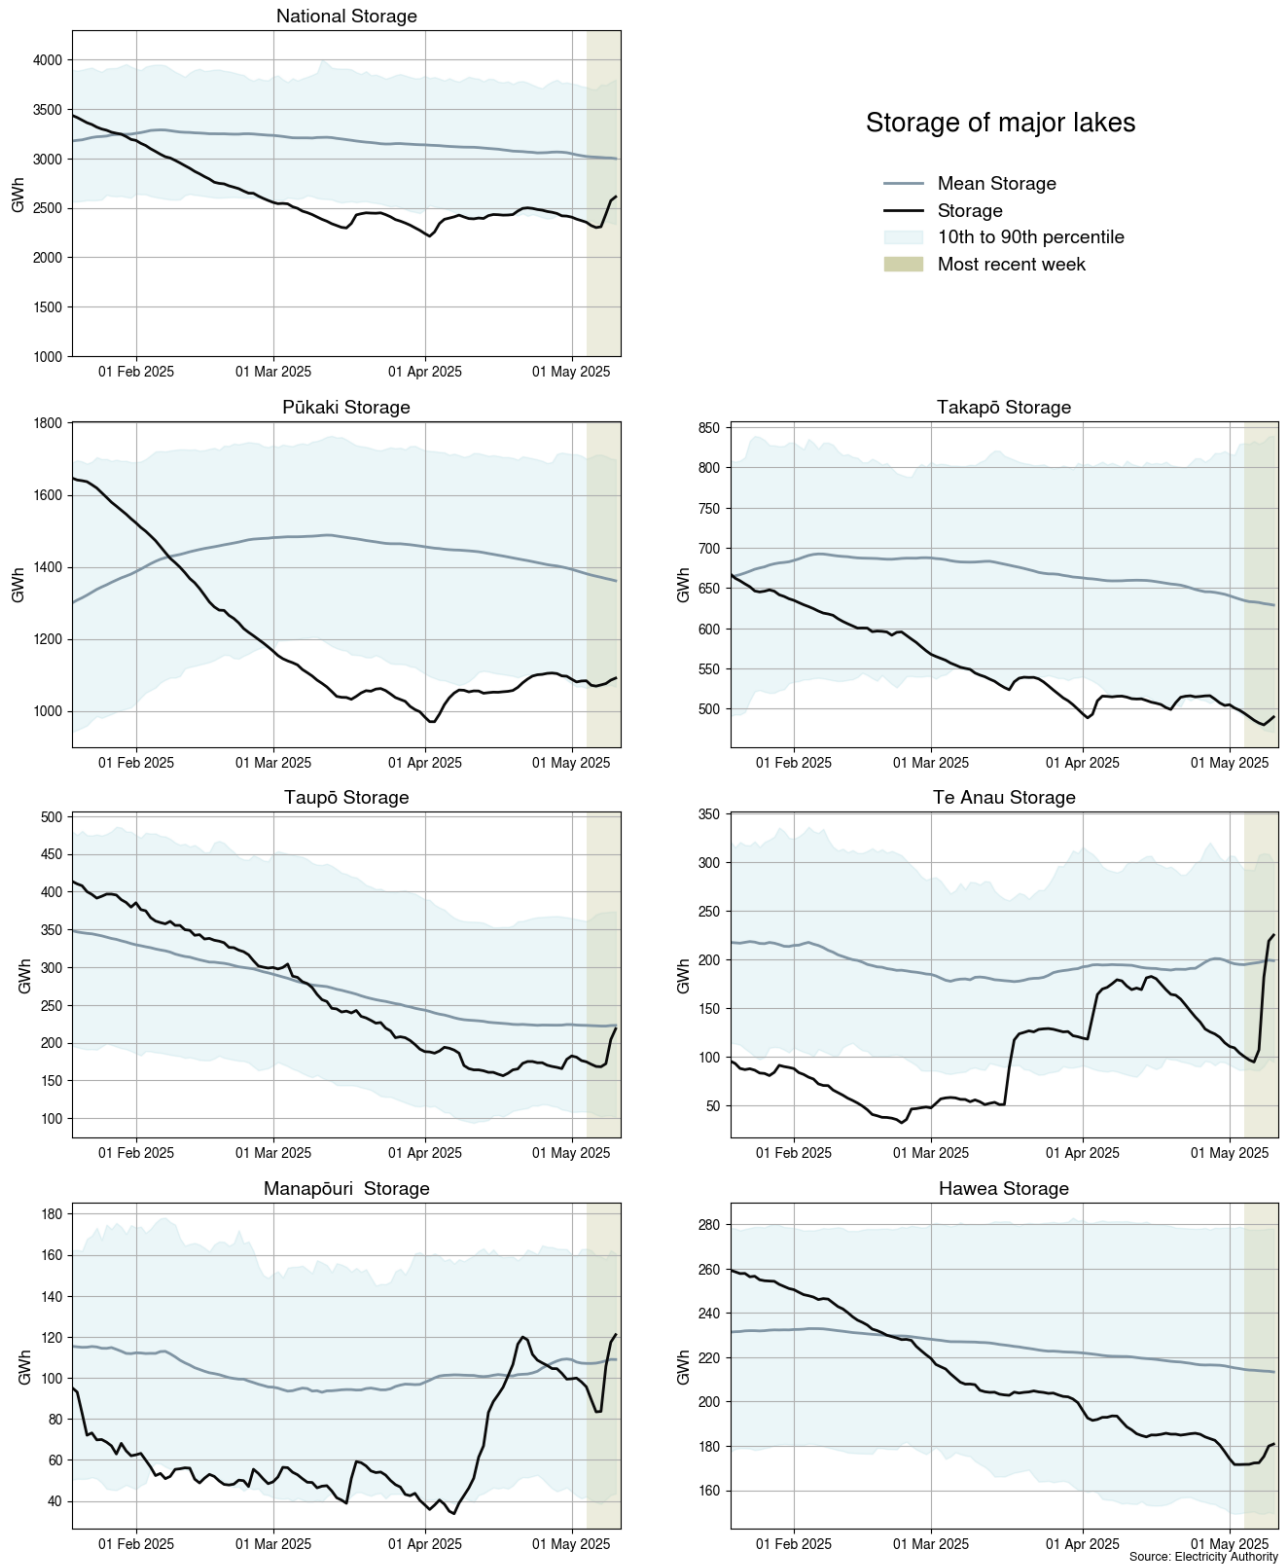 National Storage
4000
3500
3000
2500
2000
1500
1000
GWh
01 Feb 2025 01 Mar 2025 01 Apr 2025 01 May 2025
Storage of major lakes
Mean Storage
Storage
10th to 90th percentile
Most recent week
Pūkaki Storage
1800
1600
1400
1200
1000
GWh
01 Feb 2025 01 Mar 2025 01 Apr 2025 01 May 2025
Takapō Storage
850
800
750
700
650
600
550
500
GWh
01 Feb 2025 01 Mar 2025 01 Apr 2025 01 May 2025
Taupō Storage
500
450
400
350
300
250
200
150
100
GWh
01 Feb 2025 01 Mar 2025 01 Apr 2025 01 May 2025
Te Anau Storage
350
300
250
200
150
100
50
GWh
01 Feb 2025 01 Mar 2025 01 Apr 2025 01 May 2025
Manapōuri Storage
180
160
140
120
100
80
60
40
GWh
01 Feb 2025 01 Mar 2025 01 Apr 2025 01 May 2025
Hawea Storage
280
260
240
220
200
180
160
GWh
01 Feb 2025 01 Mar 2025 01 Apr 2025 01 May 2025
Source: Electricity Authority